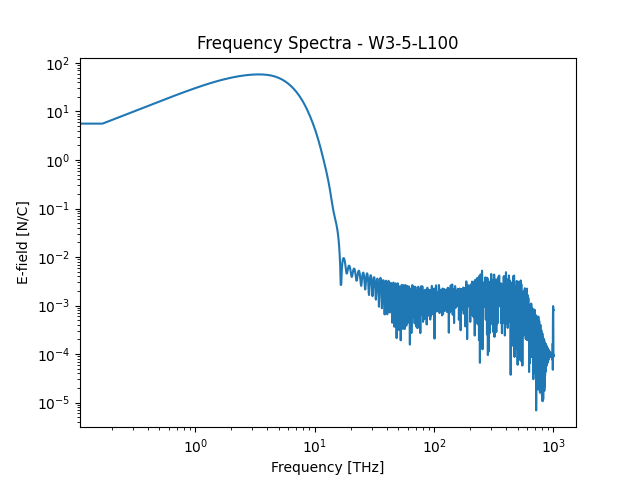 Frequency Spectra - W3-5-L100
E-field [N/C]
10²
10¹
10⁰
10⁻¹
10⁻²
10⁻³
10⁻⁴
10⁻⁵
10⁰ 10¹ 10² 10³
Frequency [THz]